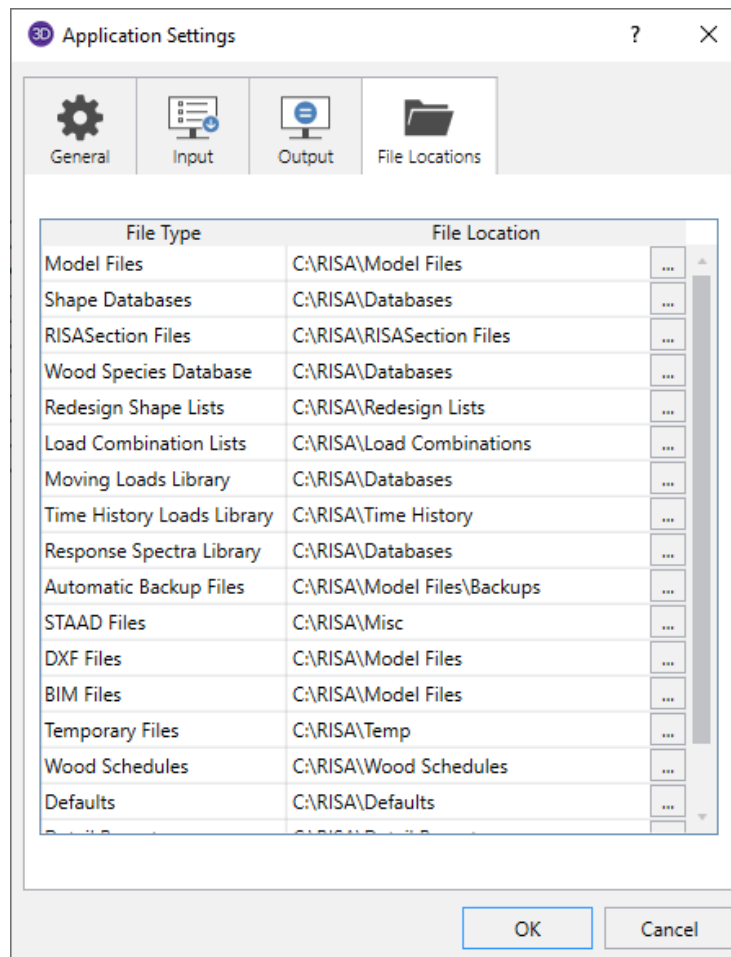 3D Application Settings ? X
General Input Output File Locations
File Type File Location
Model Files C:\RISA\Model Files ...
Shape Databases C:\RISA\Databases ...
RISASection Files C:\RISA\RISASection Files ...
Wood Species Database C:\RISA\Databases ...
Redesign Shape Lists C:\RISA\Redesign Lists ...
Load Combination Lists C:\RISA\Load Combinations ...
Moving Loads Library C:\RISA\Databases ...
Time History Loads Library C:\RISA\Time History ...
Response Spectra Library C:\RISA\Databases ...
Automatic Backup Files C:\RISA\Model Files\Backups ...
STAAD Files C:\RISA\Misc ...
DXF Files C:\RISA\Model Files ...
BIM Files C:\RISA\Model Files ...
Temporary Files C:\RISA\Temp ...
Wood Schedules C:\RISA\Wood Schedules ...
Defaults C:\RISA\Defaults ...
OK Cancel